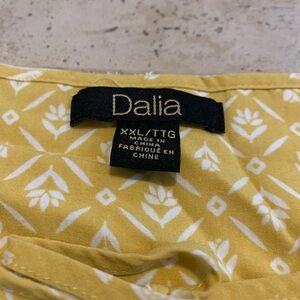 Dalia
XXL/TTG
MADE IN
CHINA
FABRIQUÉ EN
CHINE